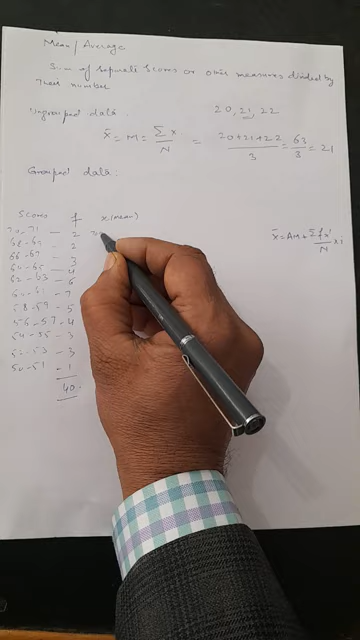 Mean/Average
Sum of separate scores or other measures divided by
their number
Ungrouped data. 20, 21, 22
x̄ = M = Σx/N = 20+21+22/3 = 63/3 = 21
Grouped data:
Scores f x(mean)
70-71 - 2
68-69 - 2
66-67 - 3
64-65 - 4
62-63 - 6
60-61 - 7
58-59 - 5
56-57 - 4
54-55 - 3
52-53 - 3
50-51 - 1
40
x̄ = AM + Σfx'/N xi